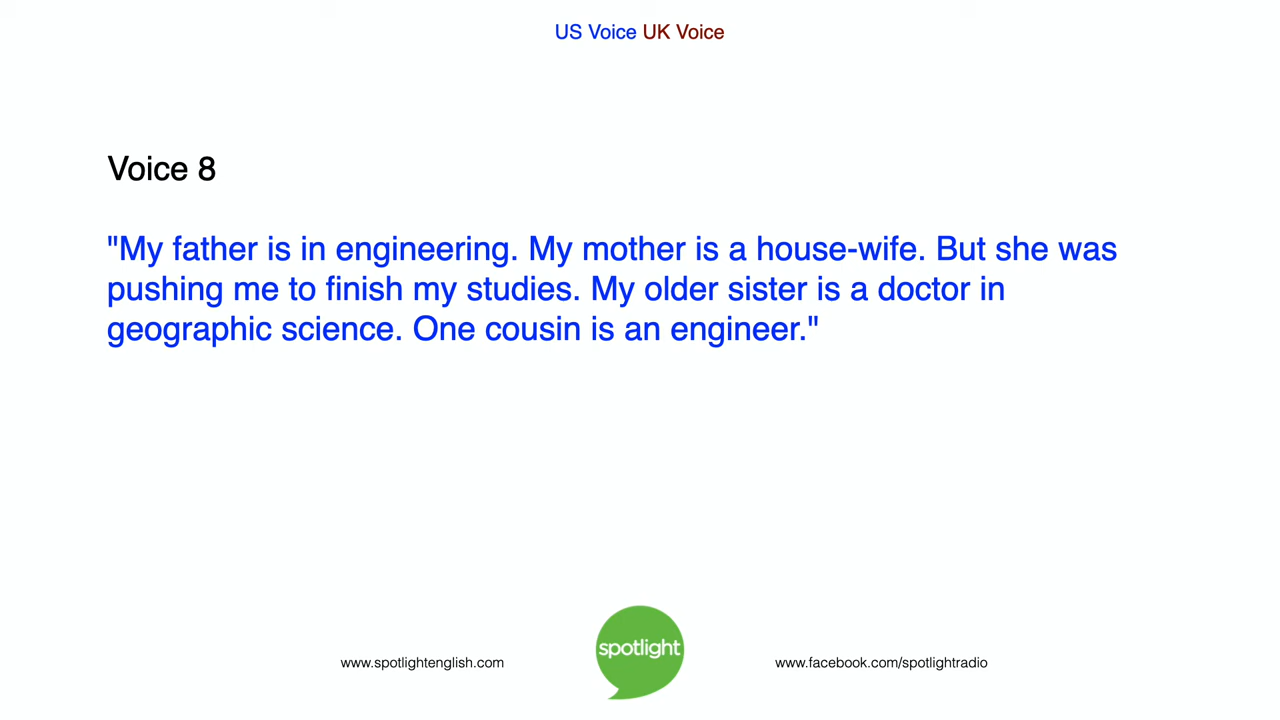 US Voice UK Voice
Voice 8
"My father is in engineering. My mother is a house-wife. But she was
pushing me to finish my studies. My older sister is a doctor in
geographic science. One cousin is an engineer."
www.spotlightenglish.com
spotlight
www.facebook.com/spotlightradio